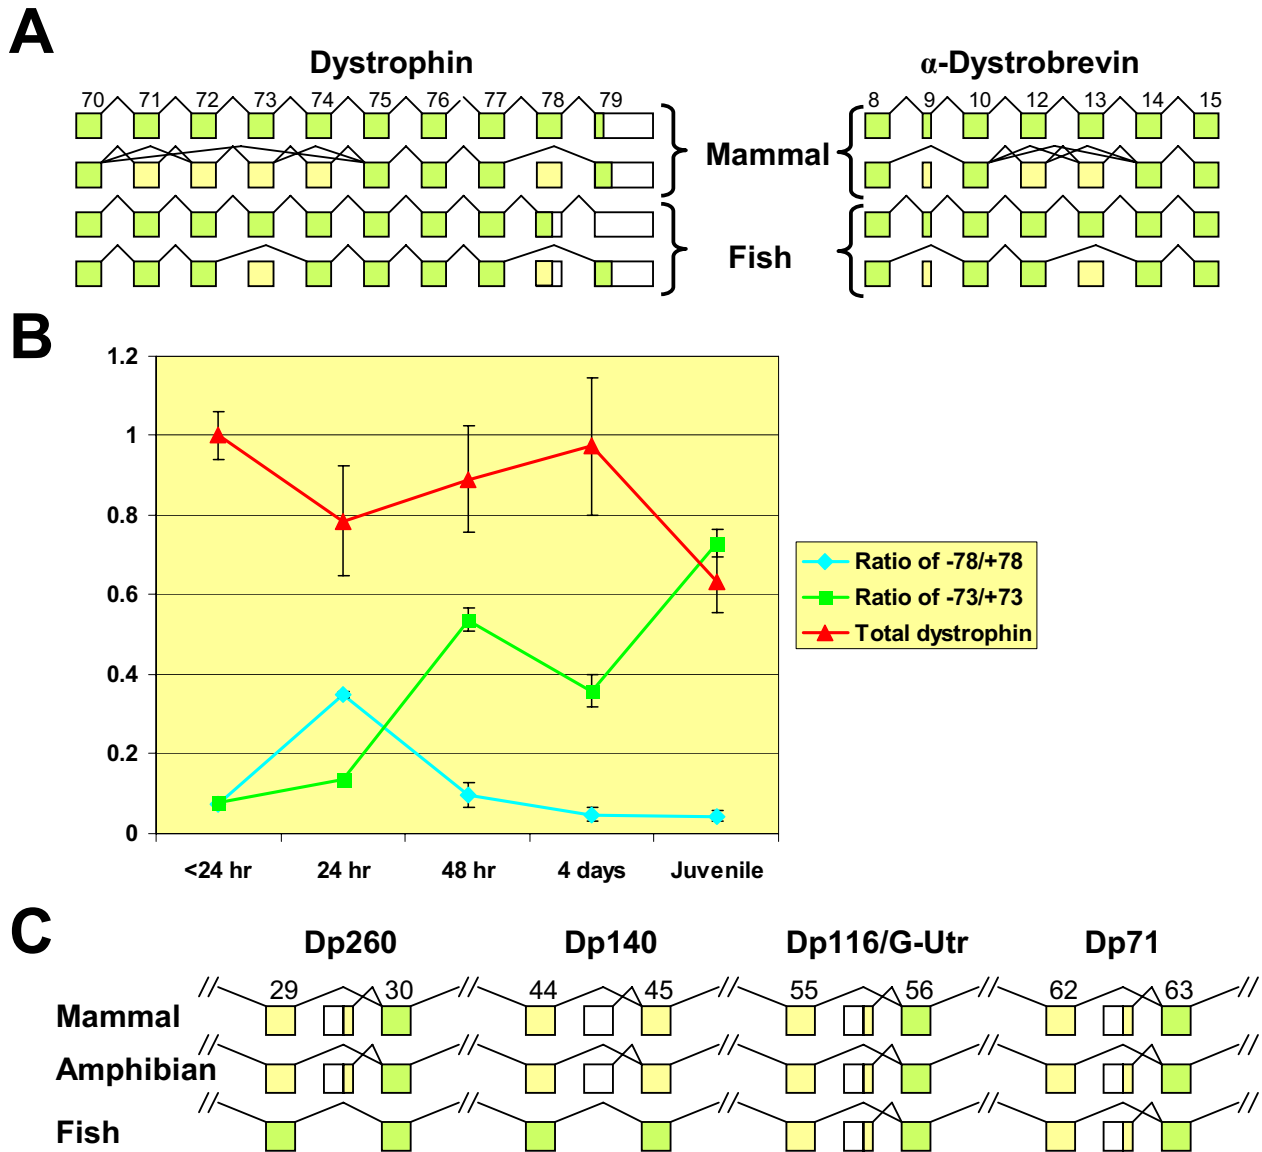 A
Dystrophin
α-Dystrobrevin
70 71 72 73 74 75 76 77 78 79
8 9 10 12 13 14 15
Mammal
Fish
B
1.2
1
0.8
0.6
0.4
0.2
0
<24 hr 24 hr 48 hr 4 days Juvenile
Ratio of -78/+78
Ratio of -73/+73
Total dystrophin
C
Dp260 Dp140 Dp116/G-Utr Dp71
// 29 30 // 44 45 // 55 56 // 62 63 //
Mammal
// // // // //
Amphibian
// // // // //
Fish